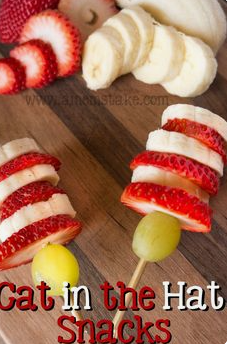 Cat in the Hat
Snacks